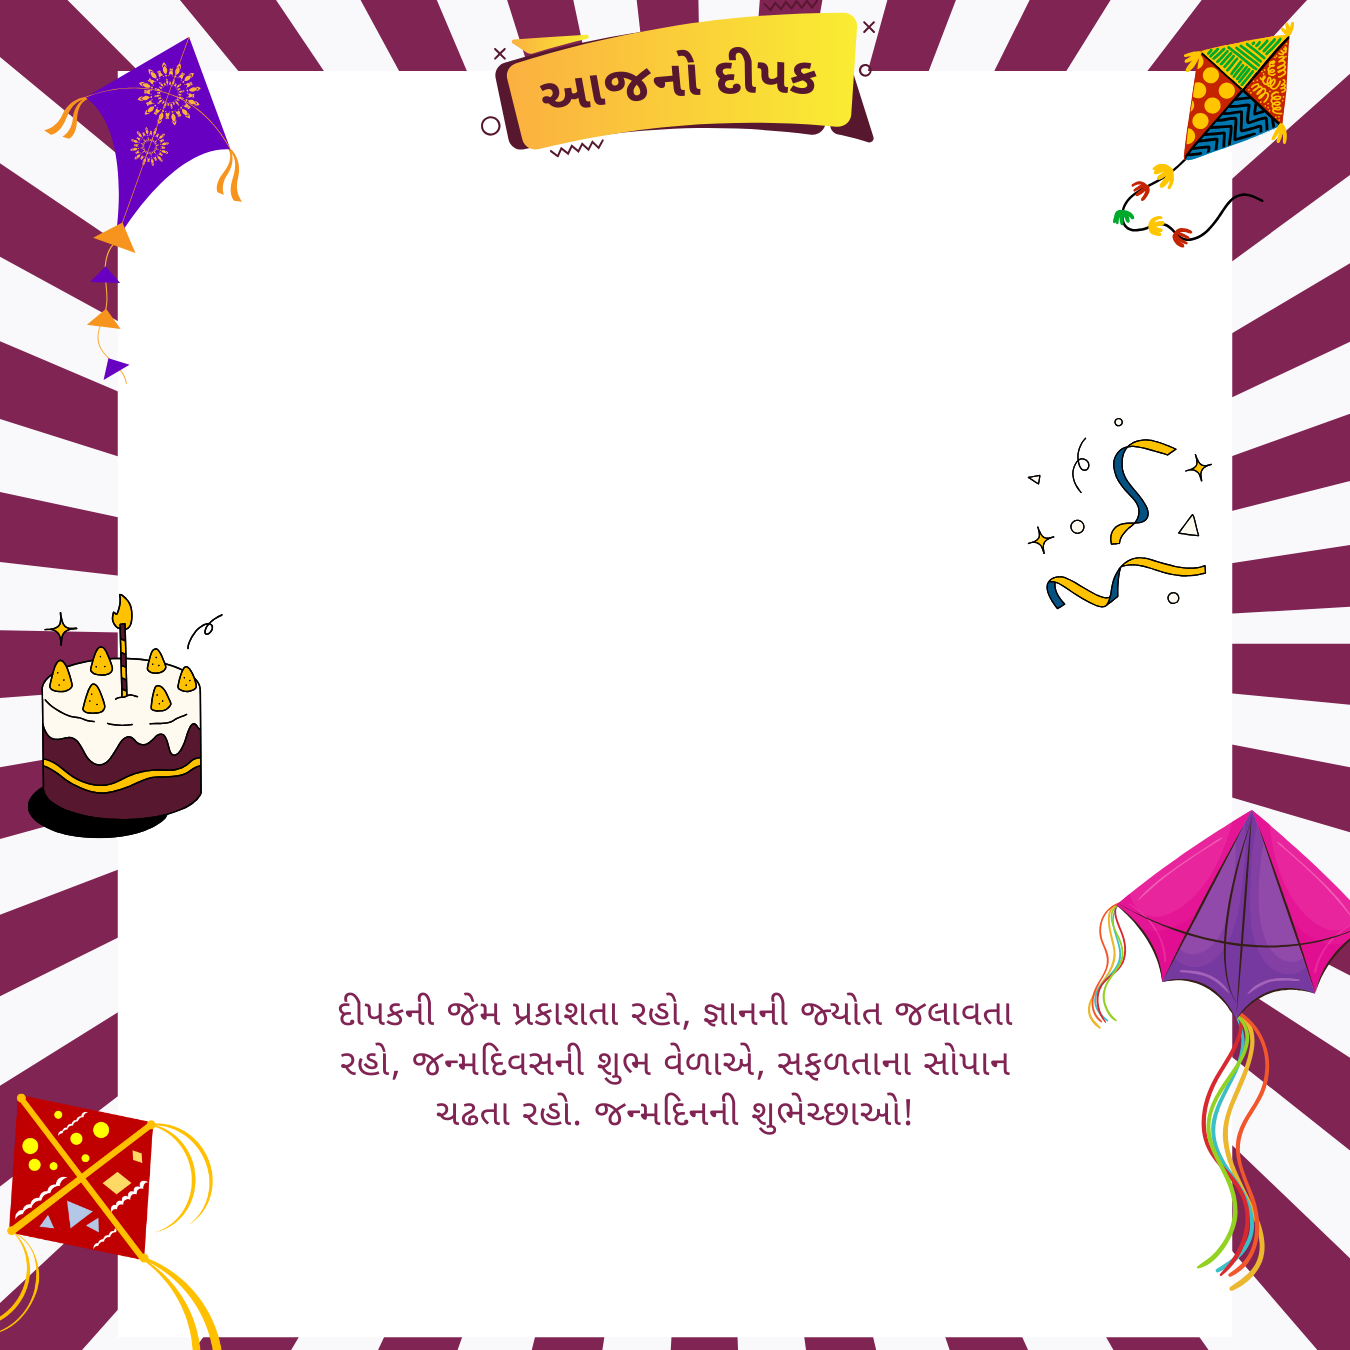 આજનો દીપક
દીપકની જેમ પ્રકાશતા રહો, જ્ઞાનની જ્યોત જલાવતા
રહો, જન્મદિવસની શુભ વેળાએ, સફળતાના સોપાન
ચઢતા રહો. જન્મદિનની શુભેચ્છાઓ!